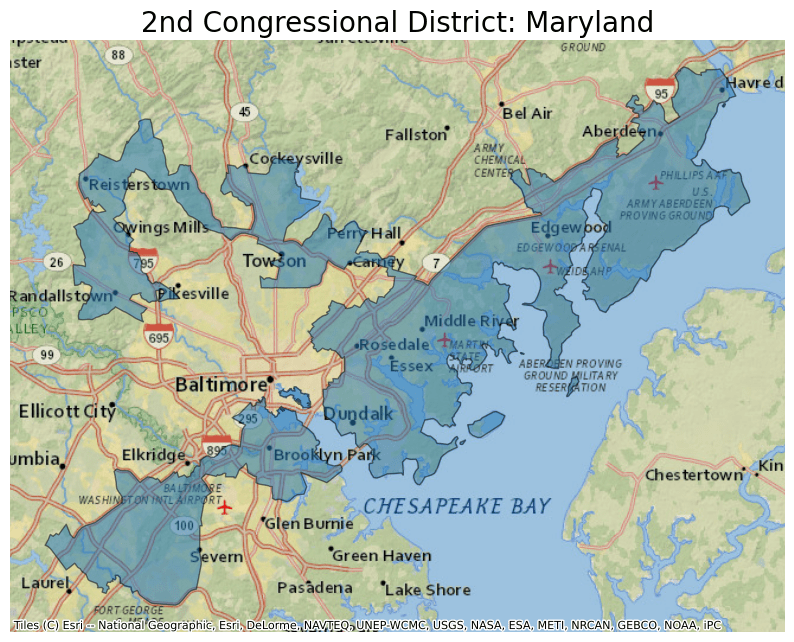 2nd Congressional District: Maryland
88
GROUND
95
Havre d
45
Bel Air
Fallston
Aberdeen
ARMY
CHEMICAL
CENTER
Cockeysville
PHILLIPS AAF
U.S.
ARMY ABERDEEN
PROVING GROUND
Reisterstown
Owings Mills
Perry Hall
Edgewood
EDGEWOOD ARSENAL
26
795
Towson
Carney
7
WEIDE AHP
Randallstown
Pikesville
PSCO
VALLEY
695
Middle River
99
Rosedale
MARTIN
STATE
AIRPORT
Essex
ABERDEEN PROVING
GROUND MILITARY
RESERVATION
Baltimore
Ellicott City
295
Dundalk
umbia
Elkridge
895
Brooklyn Park
Chestertown
Kin
BALTIMORE
WASHINGTON INTL AIRPORT
CHESAPEAKE BAY
100
Glen Burnie
Severn
Green Haven
Laurel
Pasadena
Lake Shore
FORT GEORGE
Tiles (C) Esri -- National Geographic, Esri, DeLorme, NAVTEQ, UNEP-WCMC, USGS, NASA, ESA, METI, NRCAN, GEBCO, NOAA, iPC